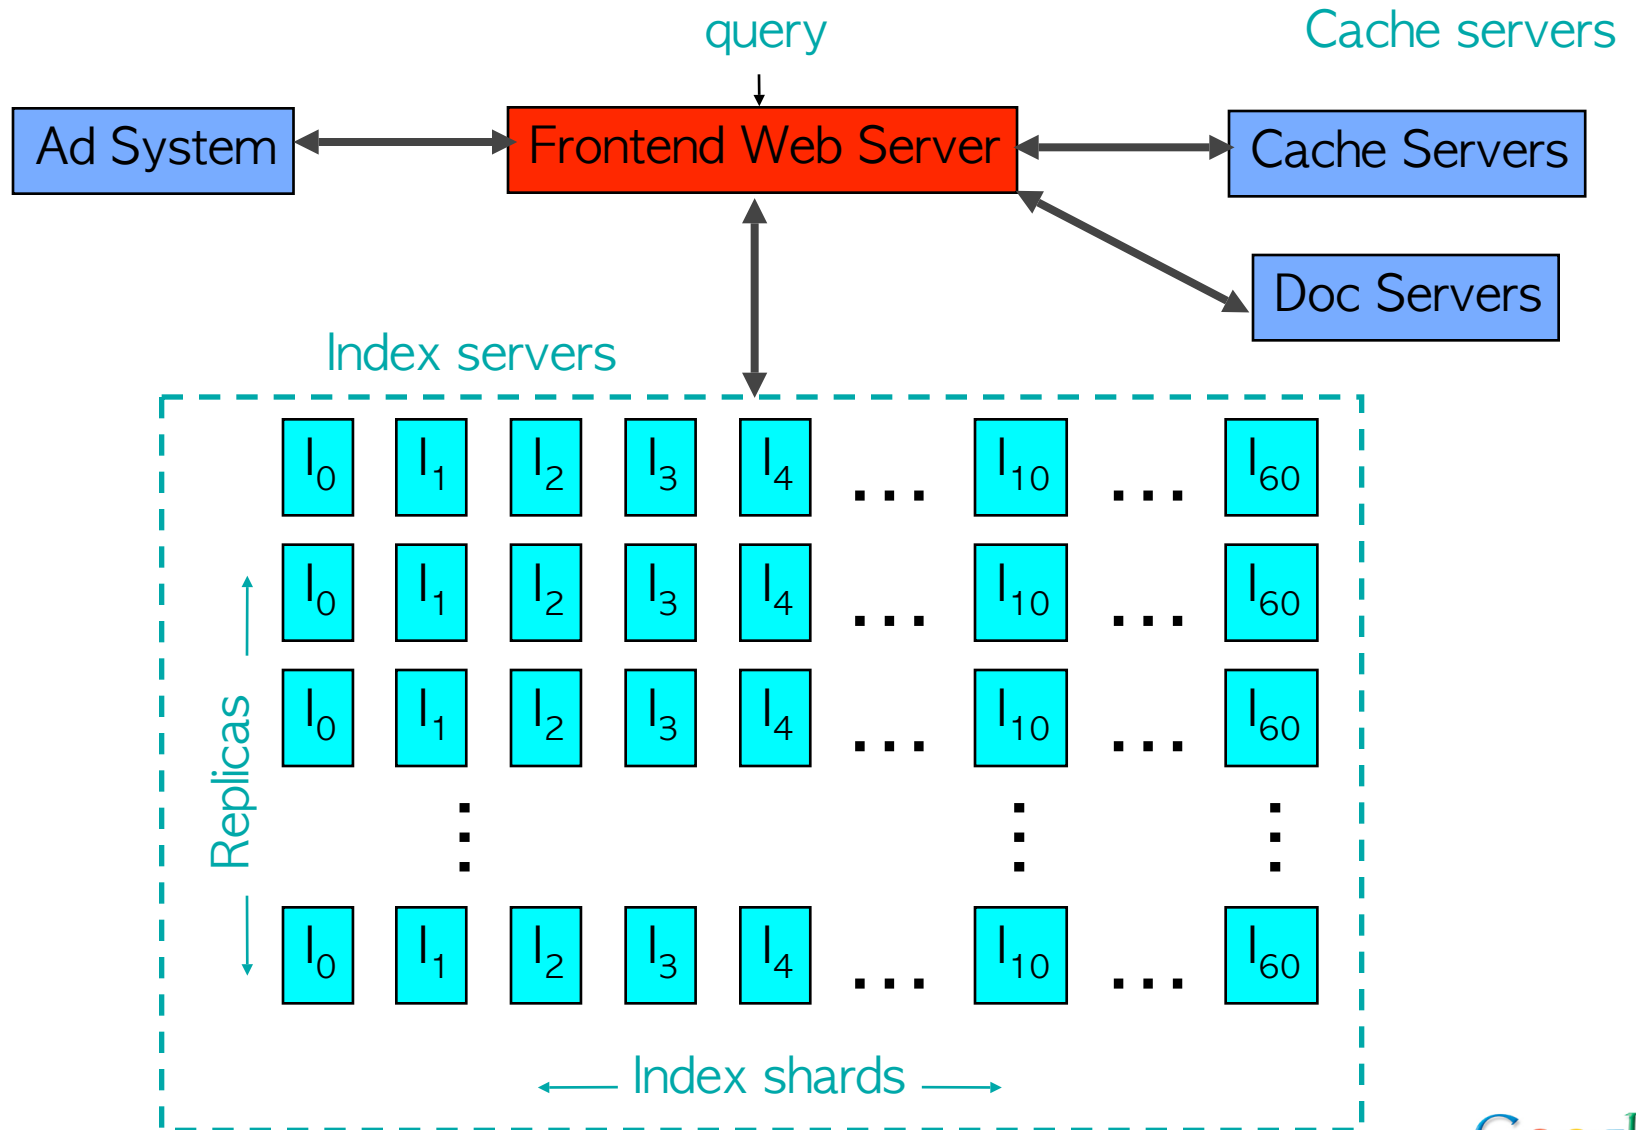 query
Cache servers
Ad System
Frontend Web Server
Cache Servers
Doc Servers
Index servers
I0 I1 I2 I3 I4 ... I10 ... I60
I0 I1 I2 I3 I4 ... I10 ... I60
I0 I1 I2 I3 I4 ... I10 ... I60
Replicas
I0 I1 I2 I3 I4 ... I10 ... I60
Index shards